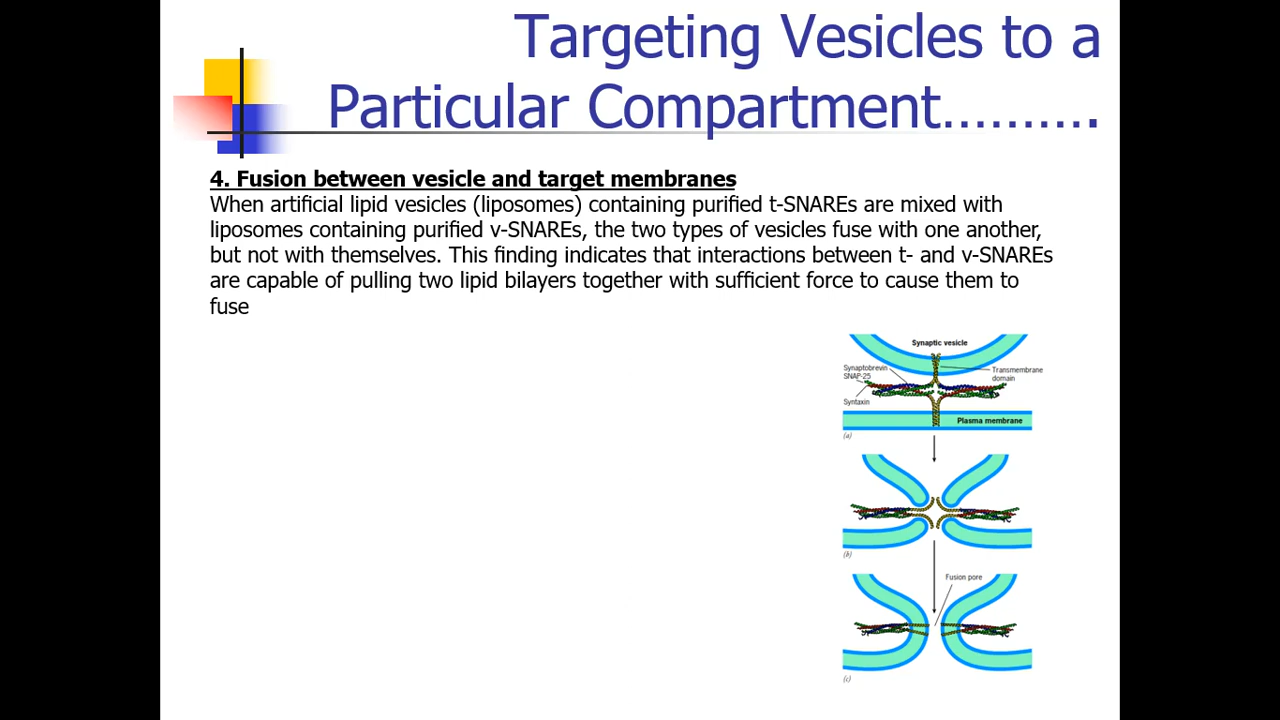 Targeting Vesicles to a
Particular Compartment……….
4. Fusion between vesicle and target membranes
When artificial lipid vesicles (liposomes) containing purified t-SNAREs are mixed with
liposomes containing purified v-SNAREs, the two types of vesicles fuse with one another,
but not with themselves. This finding indicates that interactions between t- and v-SNAREs
are capable of pulling two lipid bilayers together with sufficient force to cause them to
fuse
Synaptic vesicle
Synaptobrevin
SNAP-25
Transmembrane
domain
Syntaxin
Plasma membrane
(a)
(b)
Fusion pore
(c)